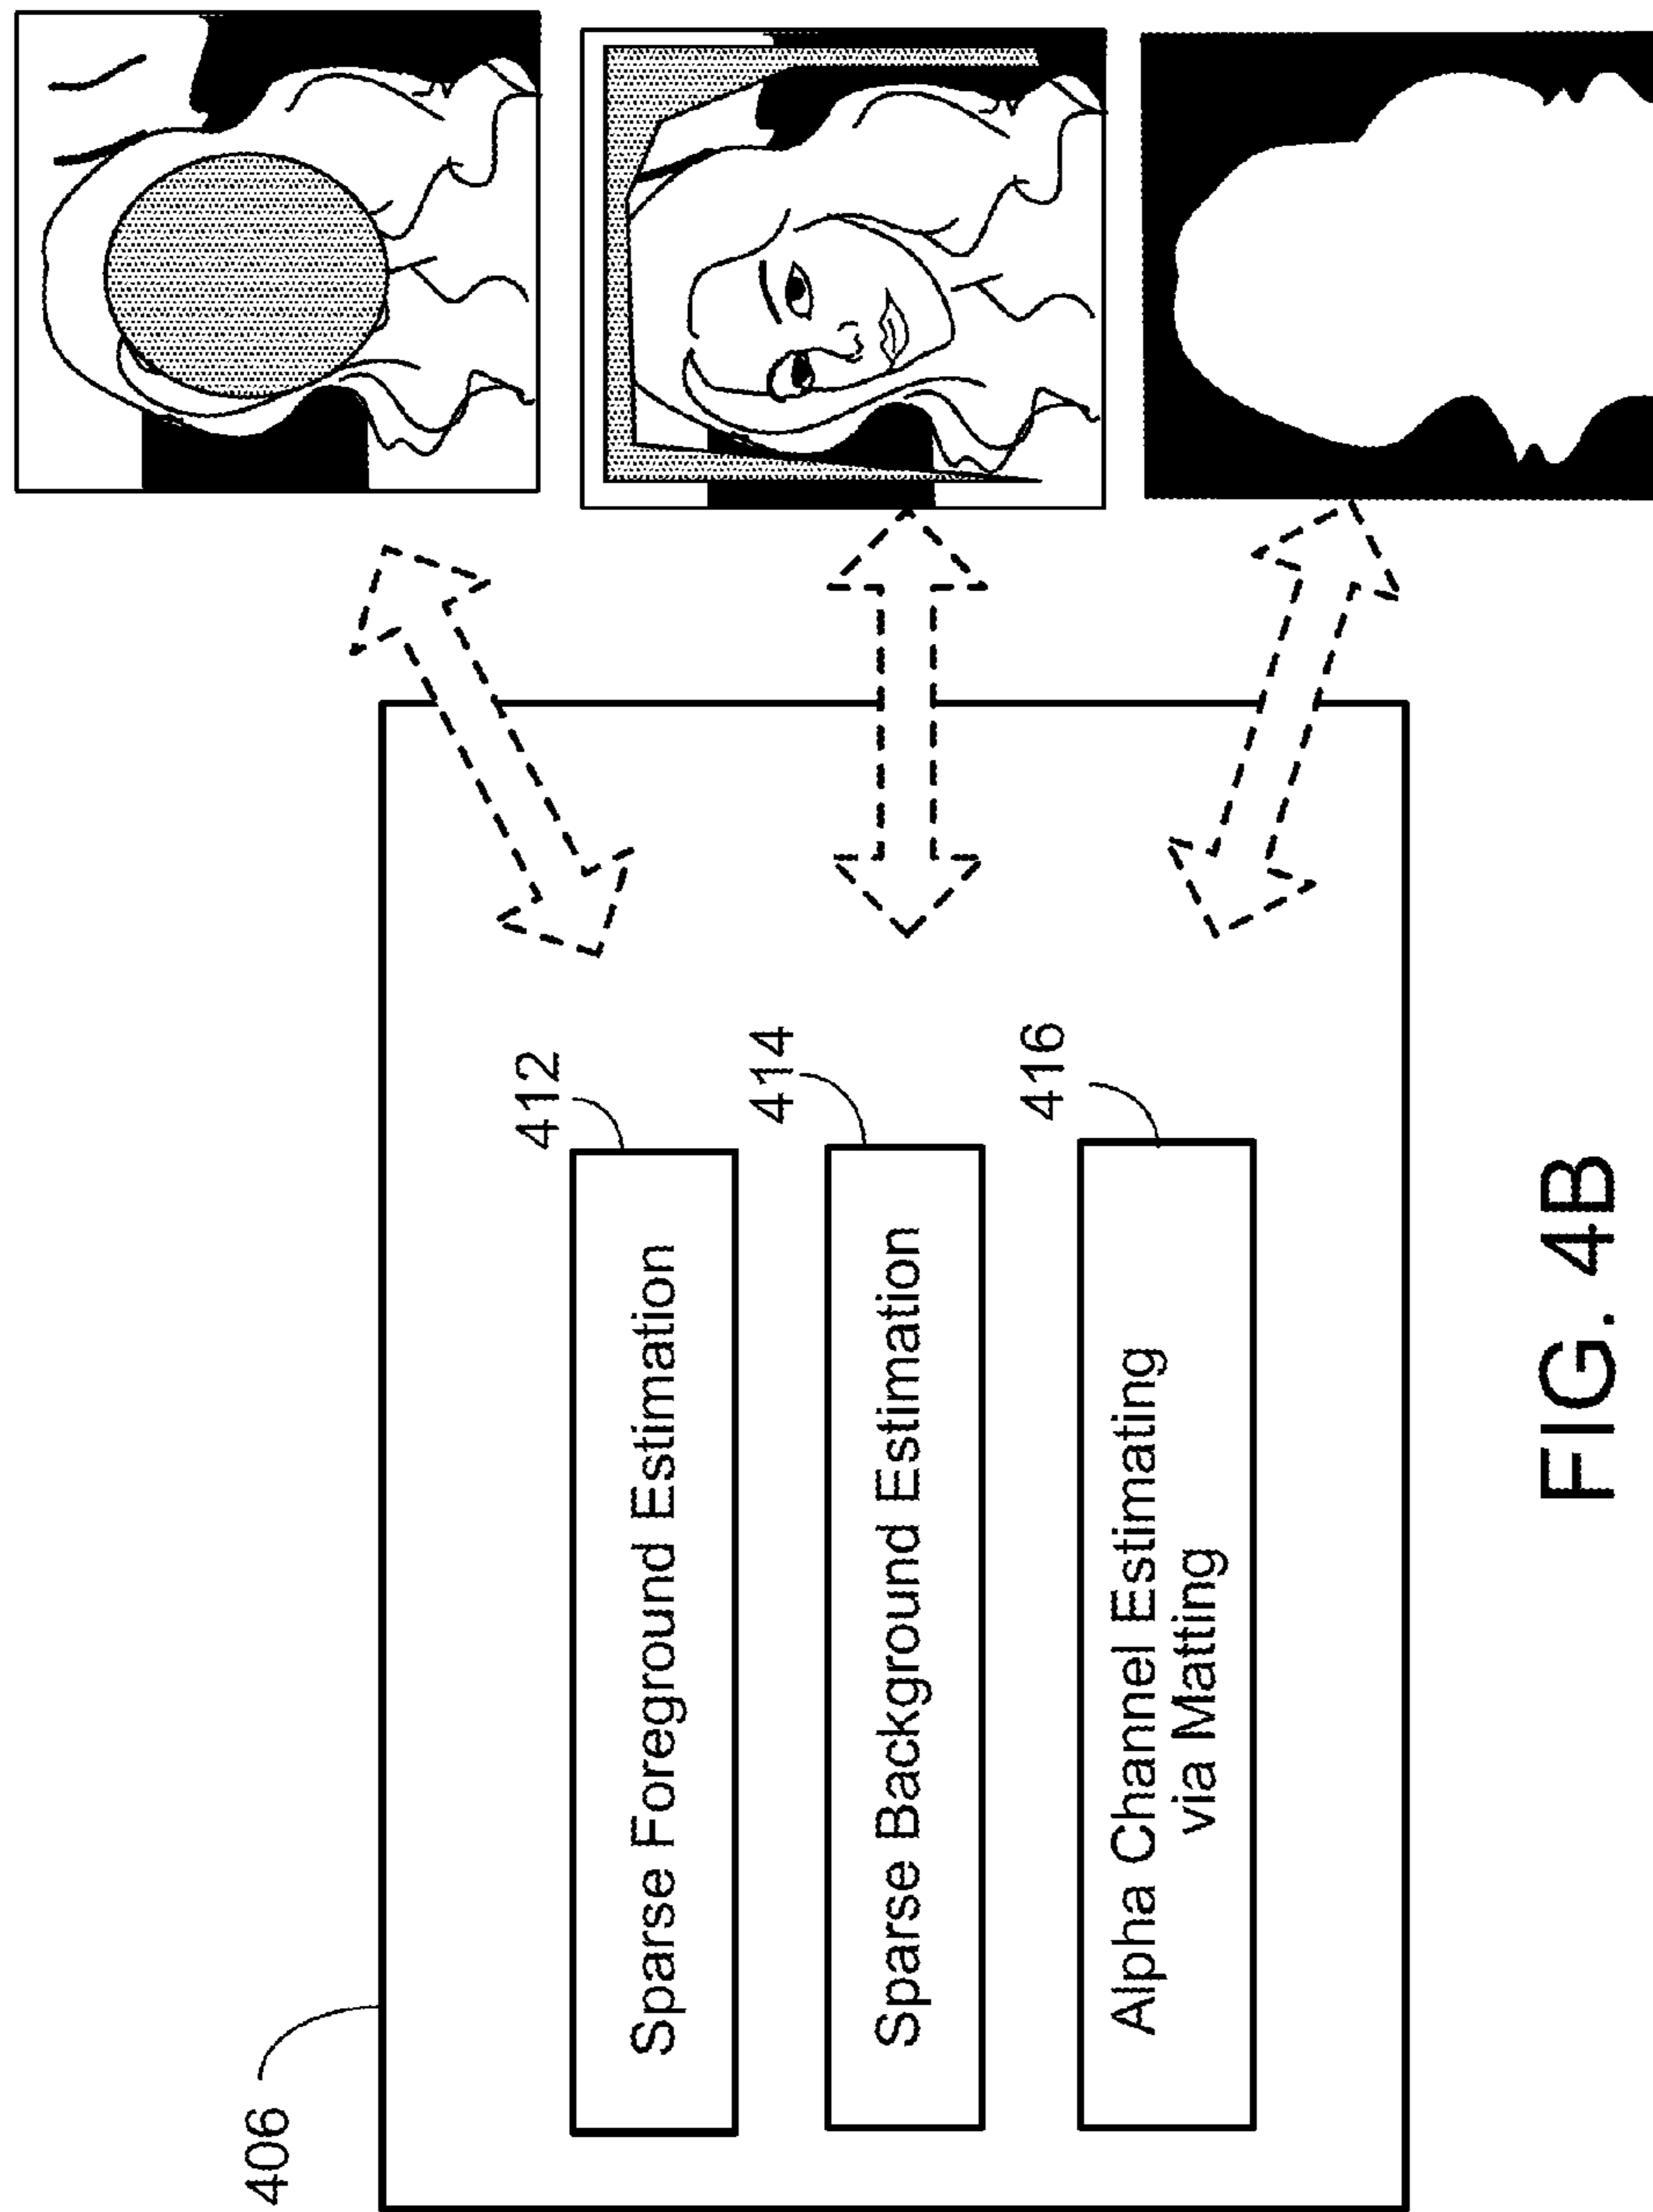 406
412
Sparse Foreground Estimation
414
Sparse Background Estimation
416
Alpha Channel Estimating
via Matting
FIG. 4B